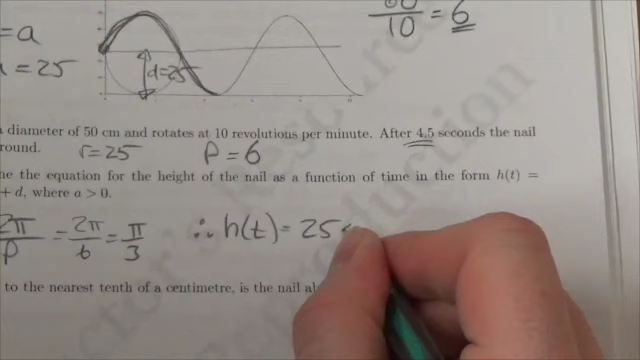 60/10 = 6
= a
= 25
d=25
diameter of 50 cm and rotates at 10 revolutions per minute. After 4.5 seconds the nail
round. r=25 P=6
the equation for the height of the nail as a function of time in the form h(t) =
+ d, where a > 0.
2π/P = 2π/6 = π/3 ∴ h(t) = 25
to the nearest tenth of a centimetre, is the nail